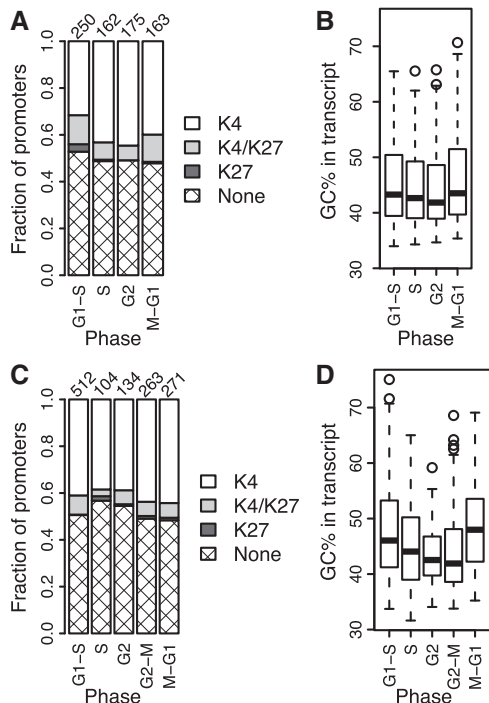 A
250 162 175 163
Fraction of promoters
1.0
0.8
0.6
0.4
0.2
0.0
K4
K4/K27
K27
None
G1-S S G2 M-G1
Phase
B
GC% in transcript
70
60
50
40
30
G1-S S G2 M-G1
Phase
C
512 104 134 263 271
Fraction of promoters
1.0
0.8
0.6
0.4
0.2
0.0
K4
K4/K27
K27
None
G1-S S G2 G2-M M-G1
Phase
D
GC% in transcript
70
60
50
40
30
G1-S S G2 G2-M M-G1
Phase